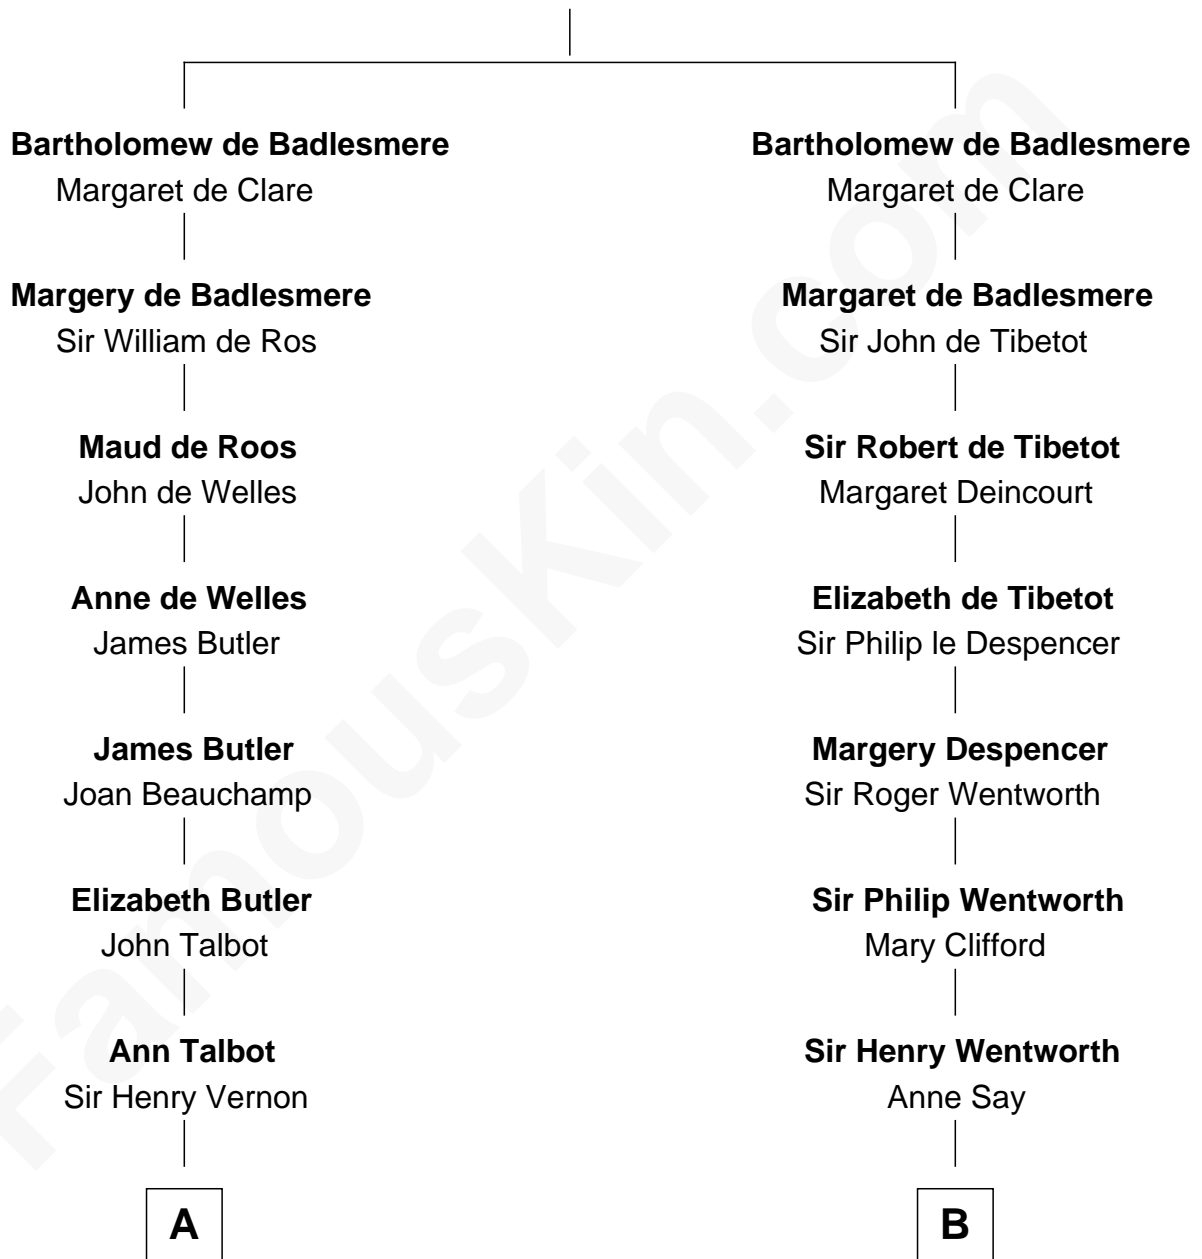 Bartholomew de Badlesmere
Margaret de Clare
Margery de Badlesmere
Sir William de Ros
Maud de Roos
John de Welles
Anne de Welles
James Butler
James Butler
Joan Beauchamp
Elizabeth Butler
John Talbot
Ann Talbot
Sir Henry Vernon
A
Bartholomew de Badlesmere
Margaret de Clare
Margaret de Badlesmere
Sir John de Tibetot
Sir Robert de Tibetot
Margaret Deincourt
Elizabeth de Tibetot
Sir Philip le Despencer
Margery Despencer
Sir Roger Wentworth
Sir Philip Wentworth
Mary Clifford
Sir Henry Wentworth
Anne Say
B
FamousKin.com